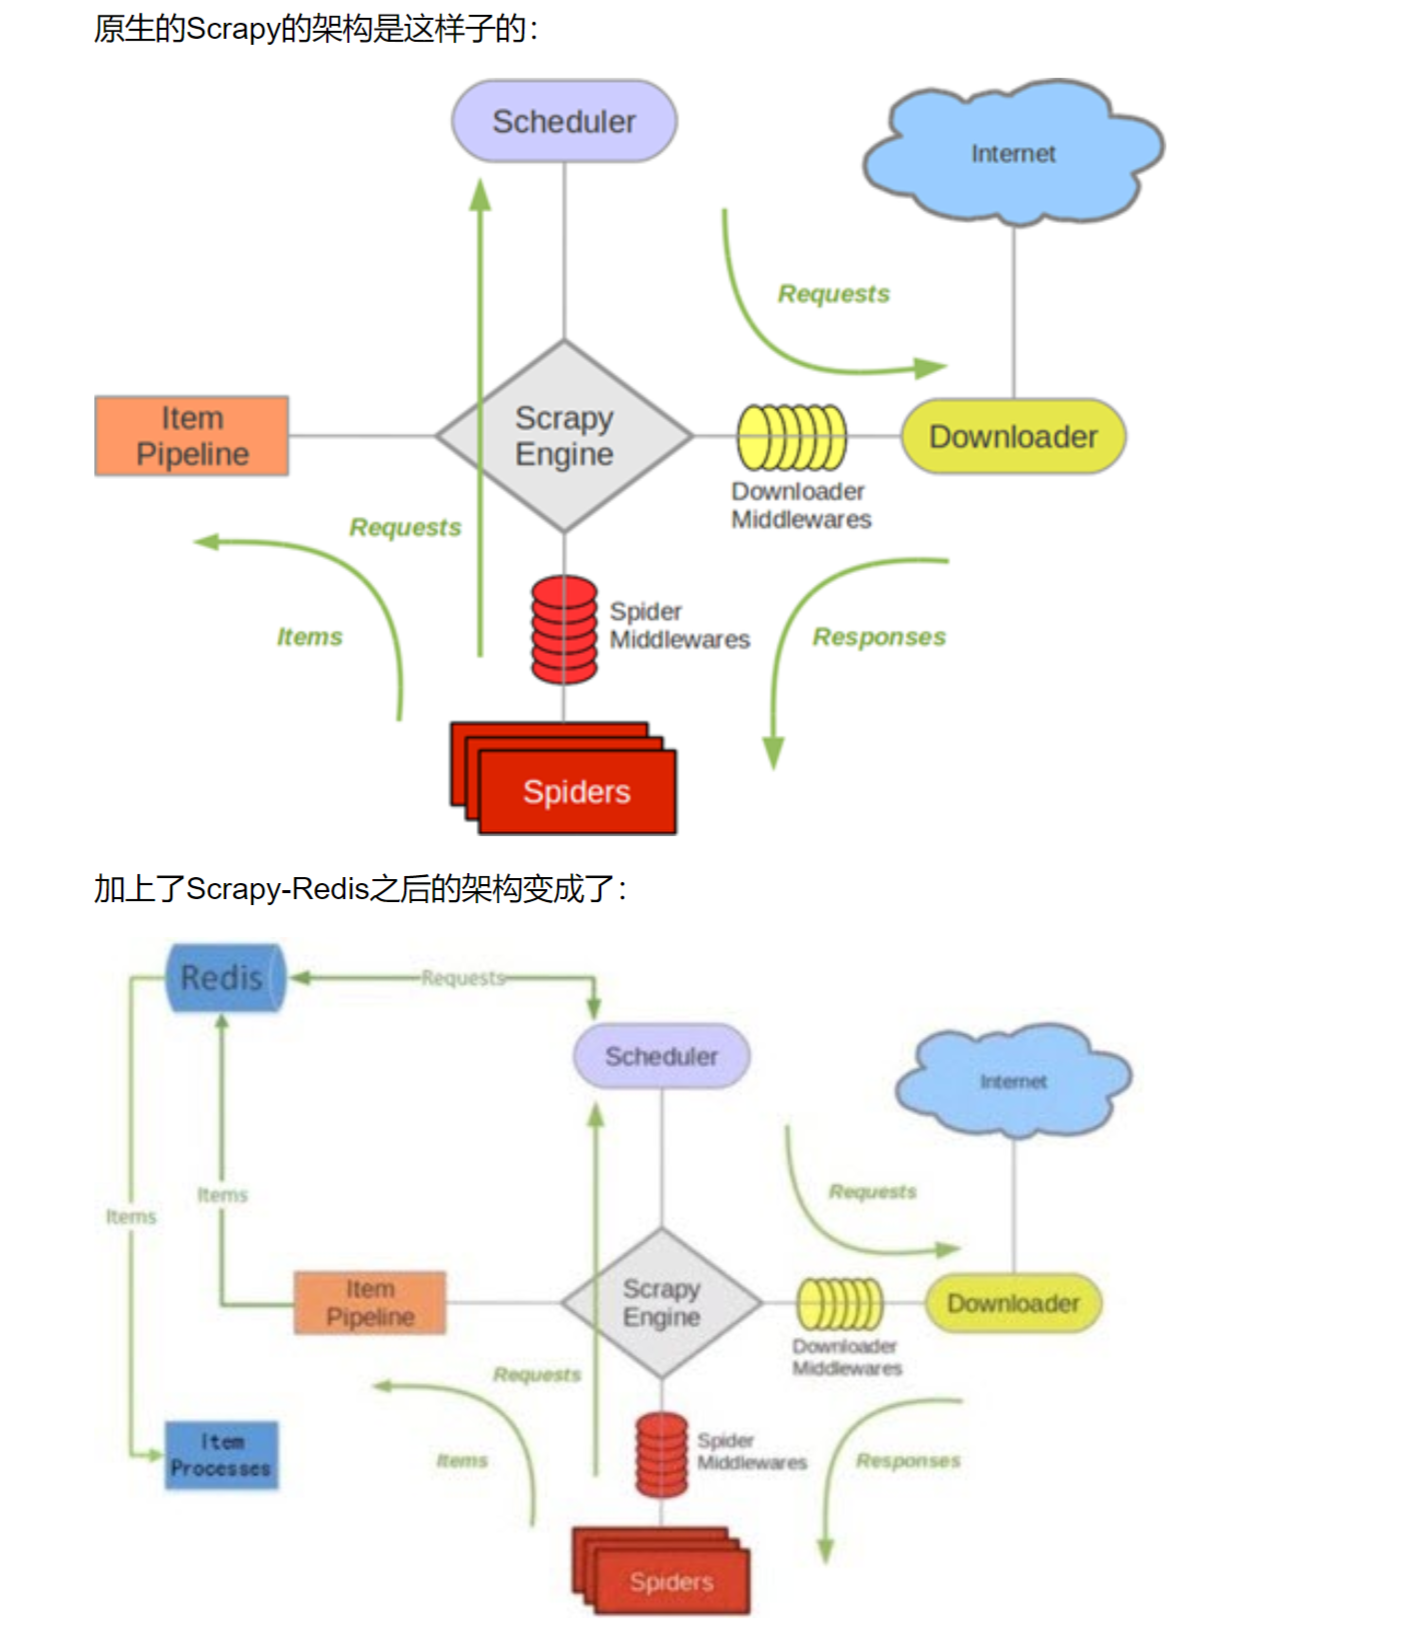 原生的Scrapy的架构是这样子的：
Scheduler
Internet
Requests
Item
Pipeline
Scrapy
Engine
Downloader
Downloader
Middlewares
Requests
Spider
Middlewares
Items
Responses
Spiders
加上了Scrapy-Redis之后的架构变成了：
Redis
Requests
Scheduler
Internet
Requests
Items
Items
Item
Pipeline
Scrapy
Engine
Downloader
Downloader
Middlewares
Requests
Item
Processes
Items
Spider
Middlewares
Responses
Spiders